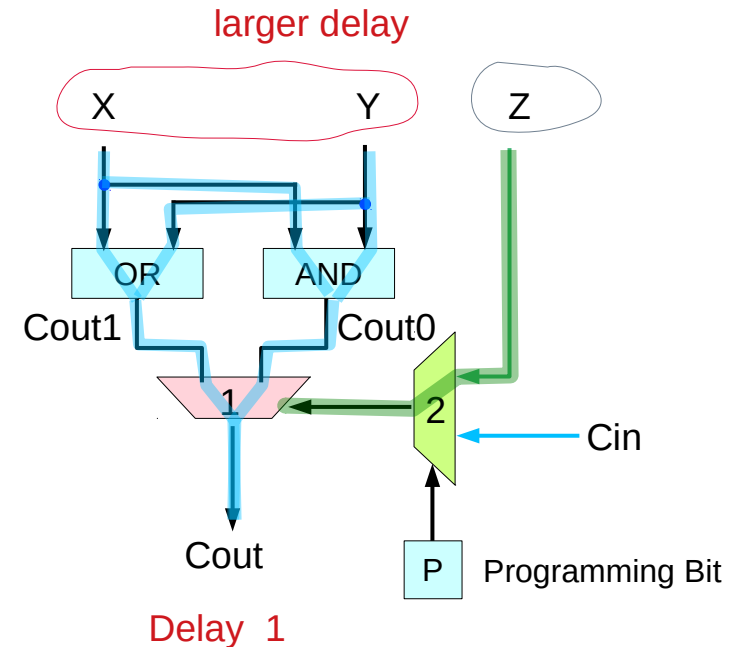 larger delay
X Y Z
OR AND
Cout1 Cout0
1 2
Cin
Cout
P Programming Bit
Delay 1